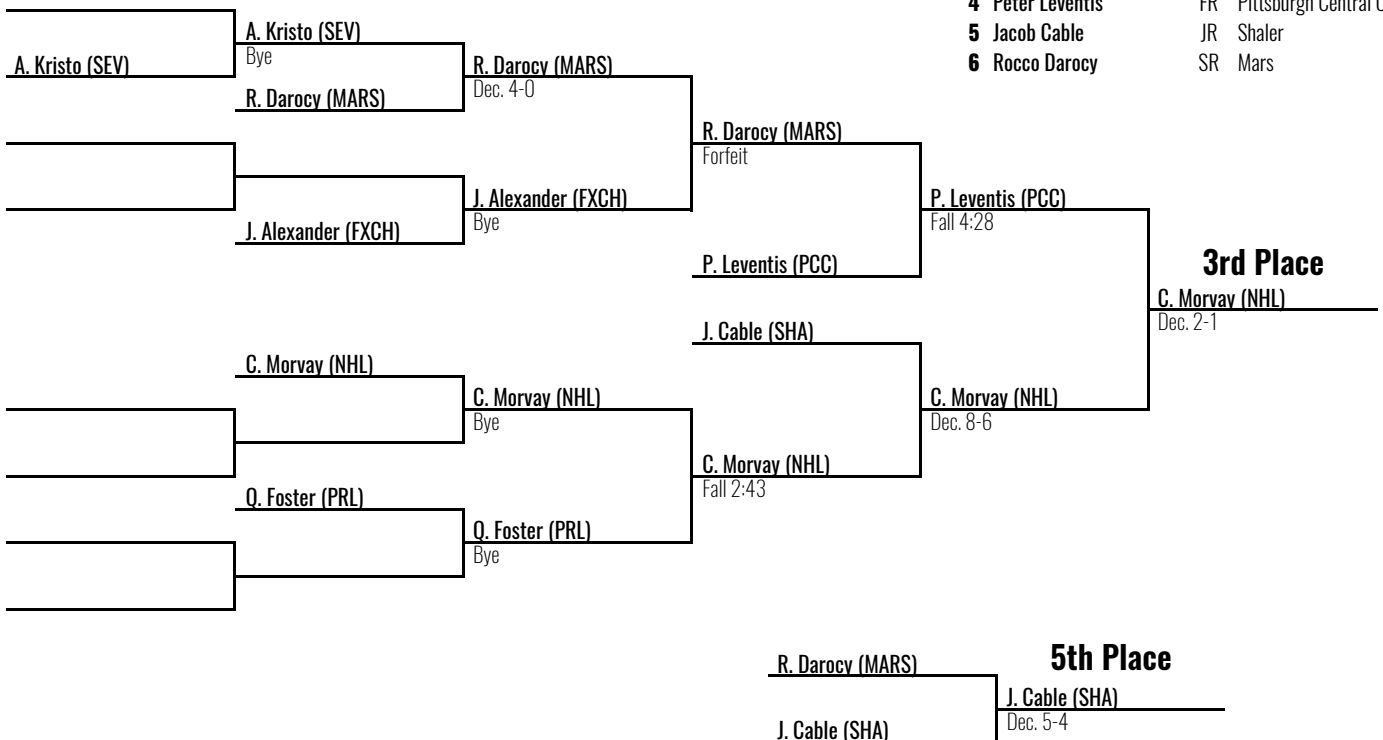 4 Peter Leventis FR Pittsburgh Central
5 Jacob Cable JR Shaler
6 Rocco Darocy SR Mars
A. Kristo (SEV)
A. Kristo (SEV)
Bye
R. Darocy (MARS)
R. Darocy (MARS)
Dec. 4-0
J. Alexander (FXCH)
J. Alexander (FXCH)
Bye
R. Darocy (MARS)
Forfeit
P. Leventis (PCC)
P. Leventis (PCC)
Fall 4:28
3rd Place
C. Morvay (NHL)
Dec. 2-1
J. Cable (SHA)
C. Morvay (NHL)
C. Morvay (NHL)
Bye
C. Morvay (NHL)
Dec. 8-6
C. Morvay (NHL)
Fall 2:43
Q. Foster (PRL)
Q. Foster (PRL)
Bye
5th Place
R. Darocy (MARS)
J. Cable (SHA)
Dec. 5-4
J. Cable (SHA)